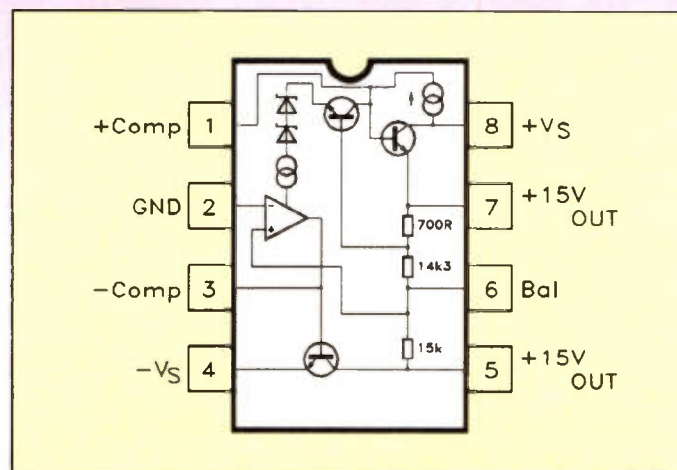 +Comp 1
GND 2
-Comp 3
-VS 4
8 +VS
7 +15V
OUT
6 Bal
5 +15V
OUT
700R
14k3
15k
- 
+